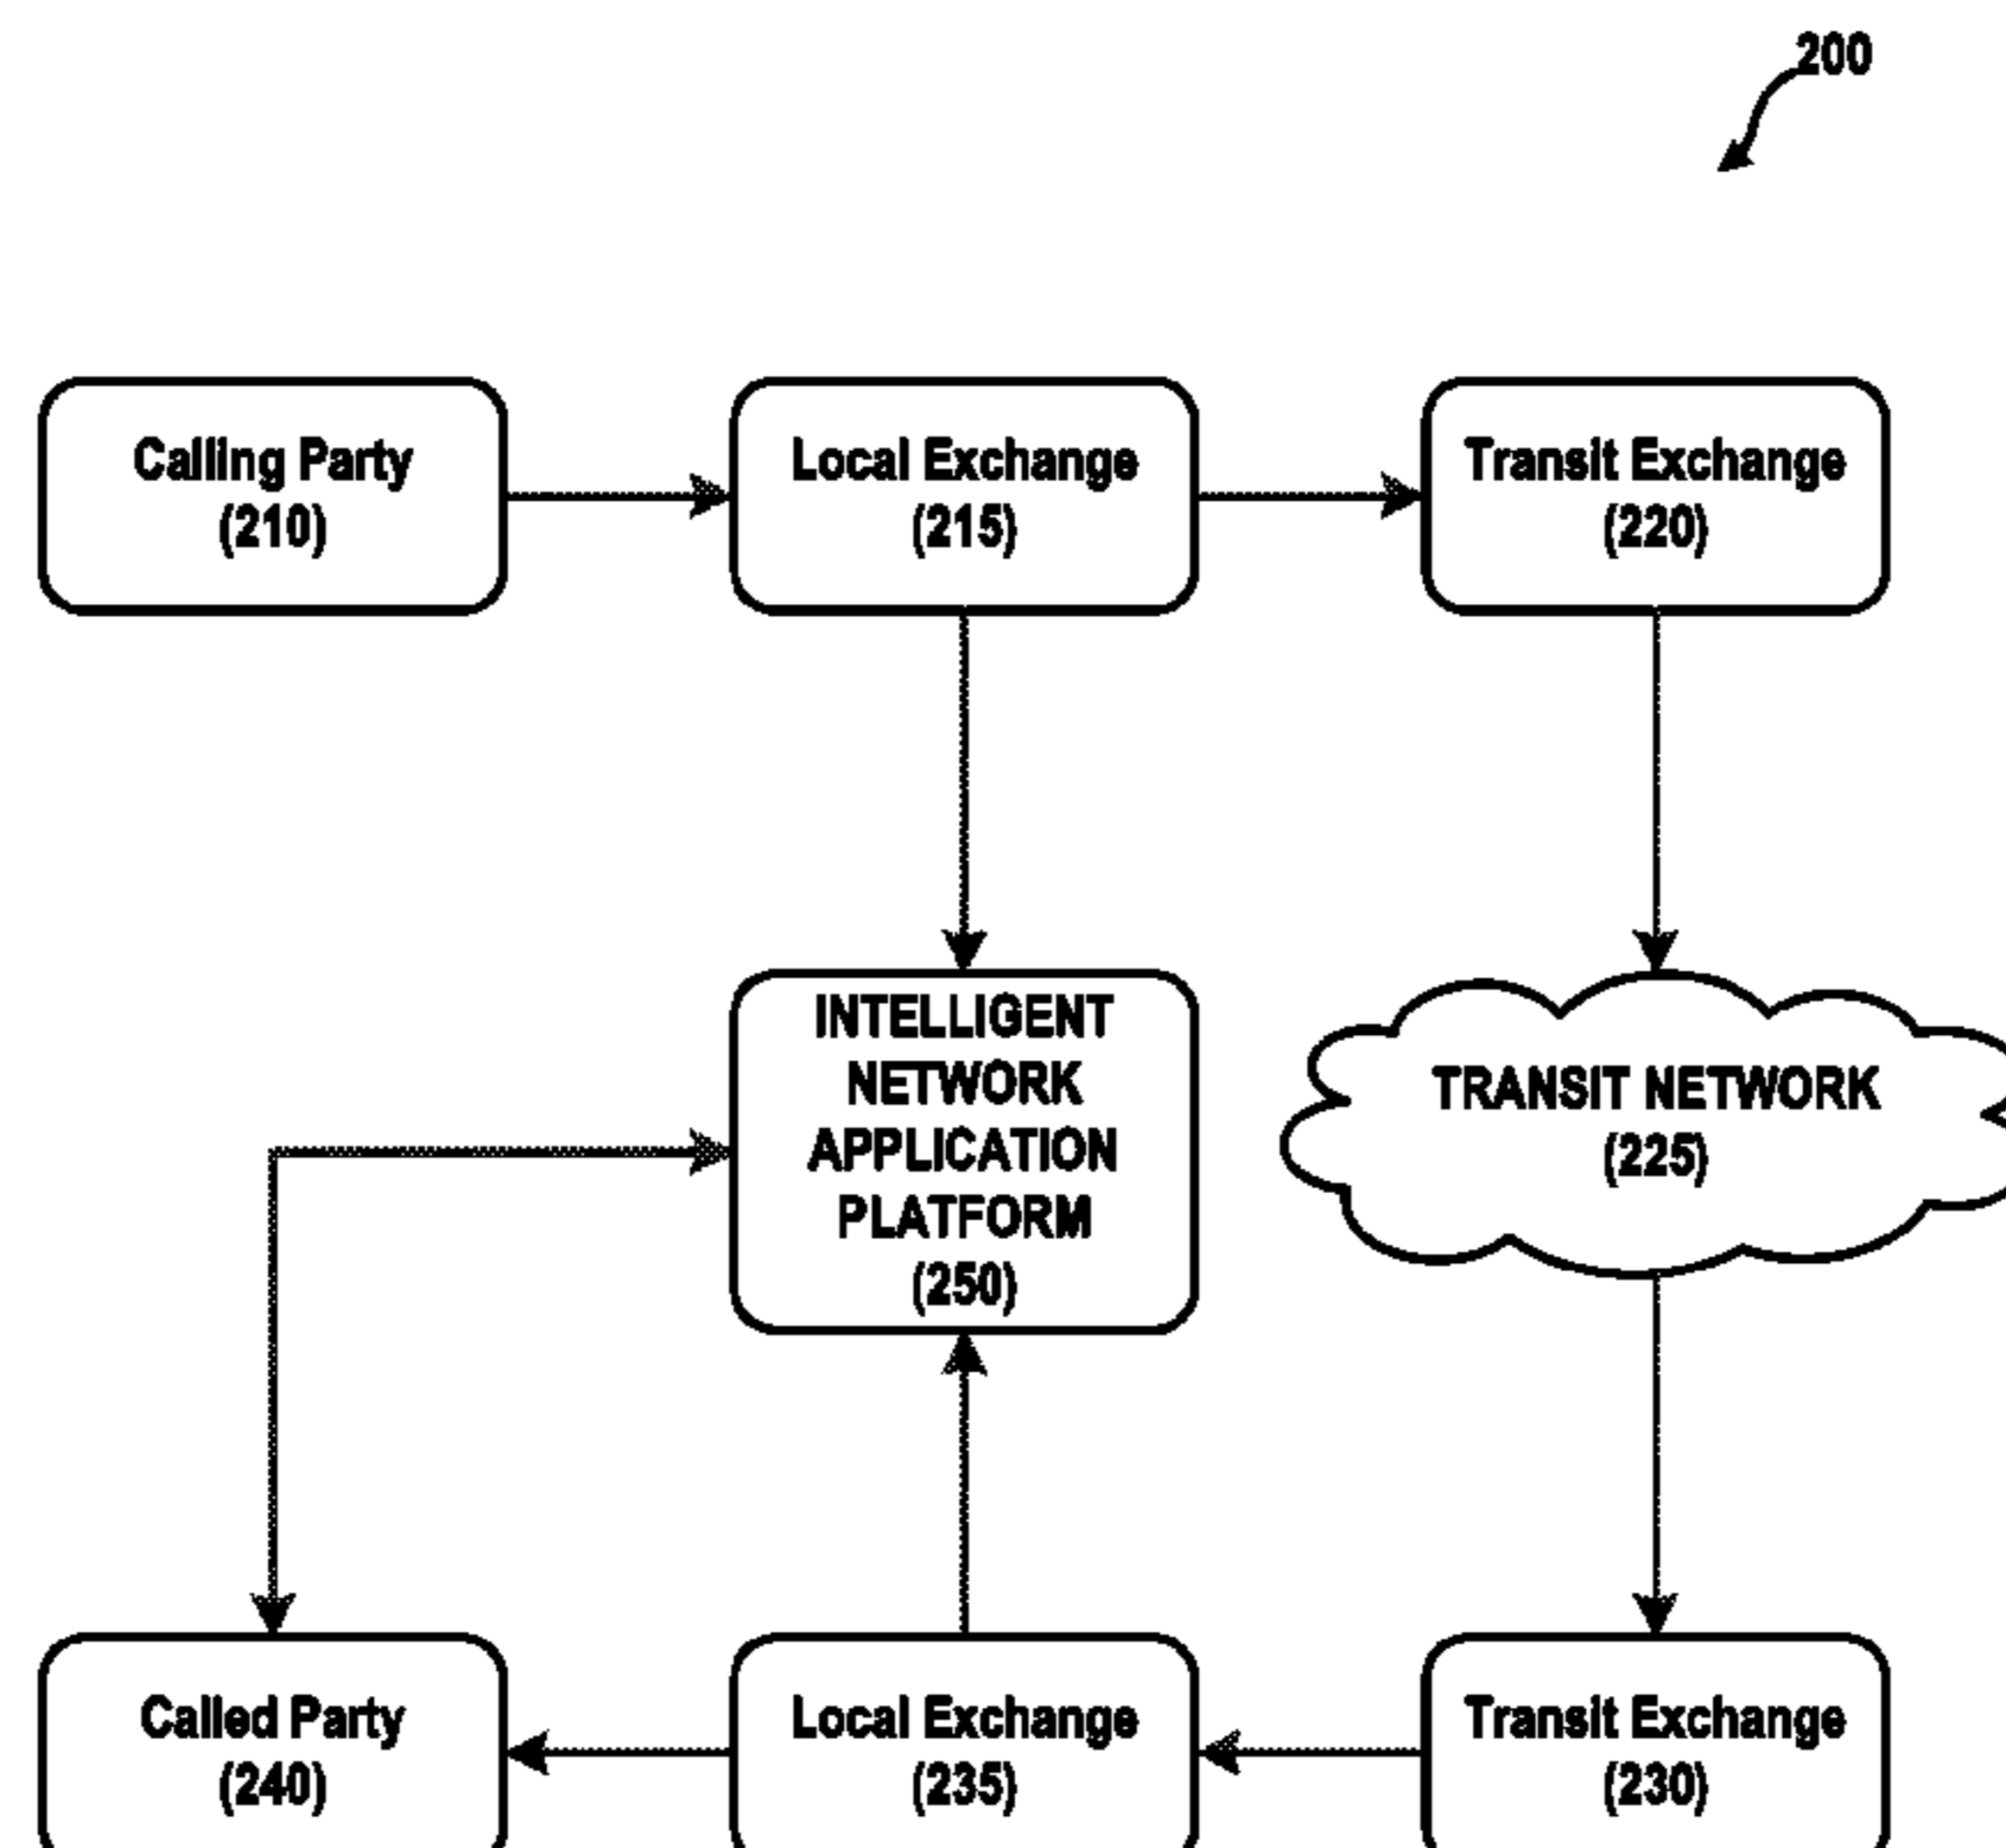 200
Calling Party
(210)
Local Exchange
(215)
Transit Exchange
(220)
INTELLIGENT
NETWORK
APPLICATION
PLATFORM
(250)
TRANSIT NETWORK
(225)
Called Party
(240)
Local Exchange
(235)
Transit Exchange
(230)